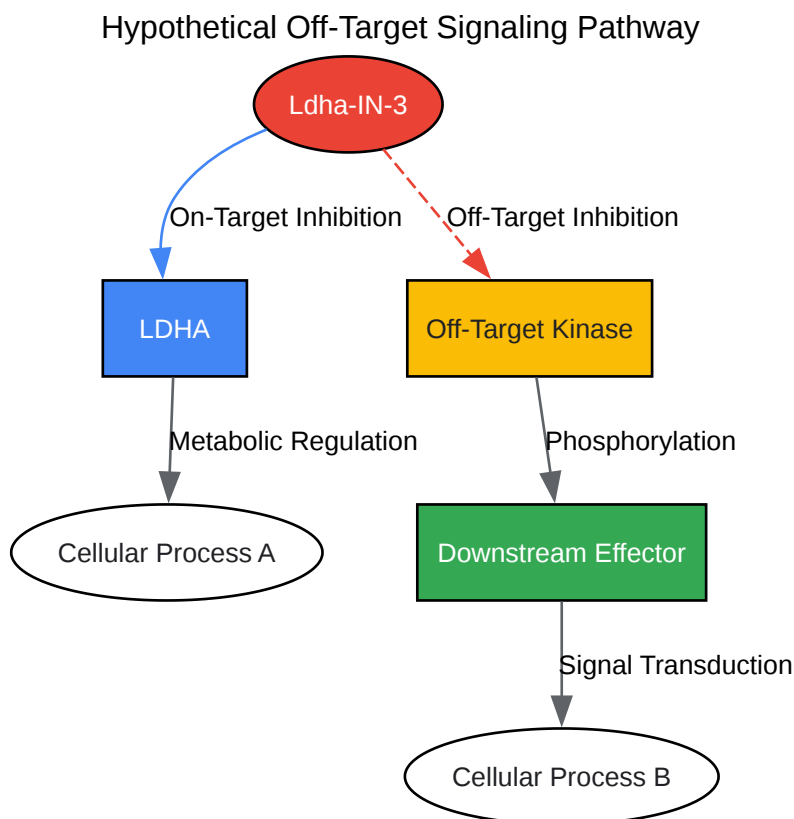 Hypothetical Off-Target Signaling Pathway
Ldha-IN-3
On-Target Inhibition
Off-Target Inhibition
LDHA
Off-Target Kinase
Metabolic Regulation
Phosphorylation
Cellular Process A
Downstream Effector
Signal Transduction
Cellular Process B